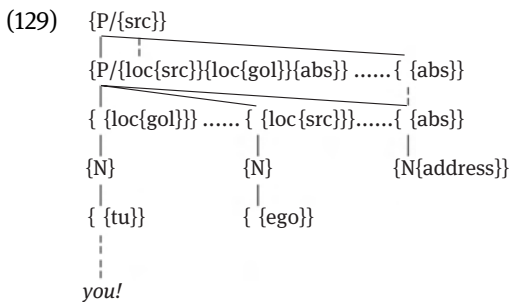 (129) {P/{src}}
{P/{loc{src}}{loc{gol}}{abs}} ......{ {abs}}
{ {loc{gol}}} ...... { {loc{src}}}......{ {abs}}
{N} {N} {N{address}}
{ {tu}} { {ego}}
you!